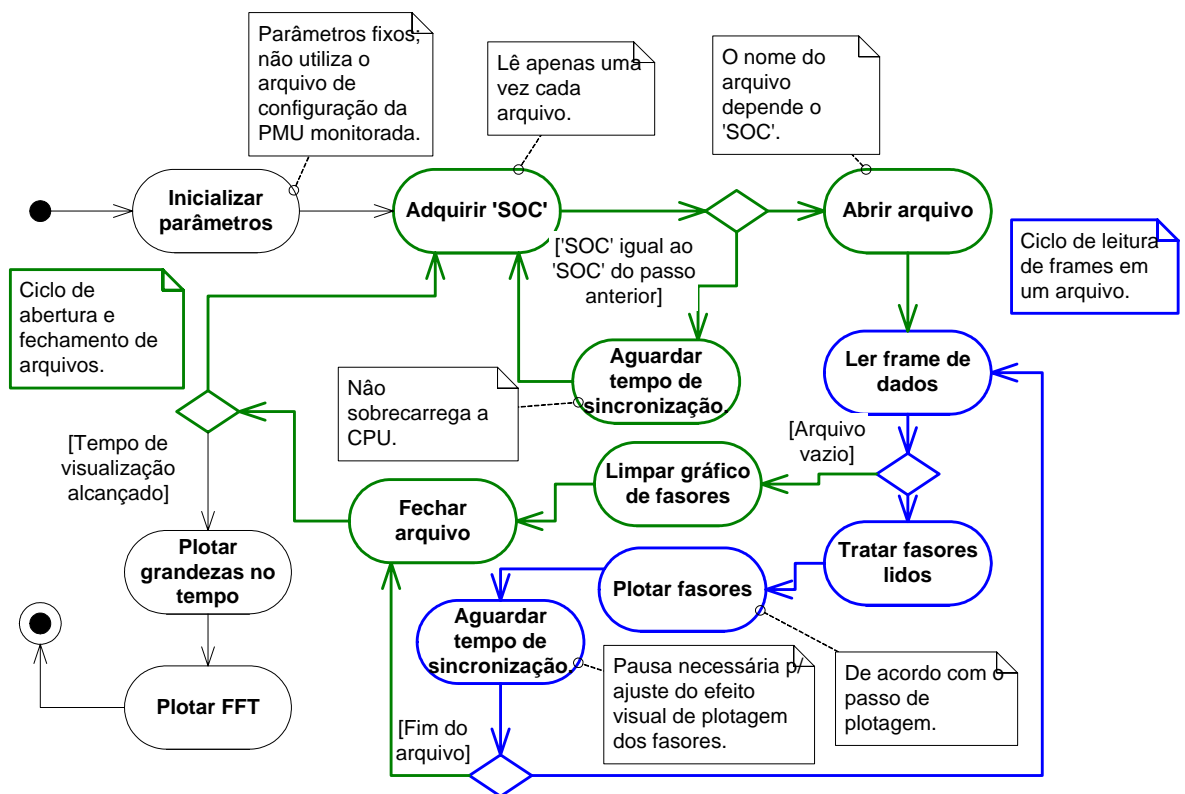 Parâmetros fixos;
não utiliza o
arquivo de
configuração da
PMU monitorada.
Lê apenas uma
vez cada
arquivo.
O nome do
arquivo
depende o
'SOC'.
Inicializar
parâmetros
Adquirir 'SOC'
Abrir arquivo
['SOC' igual ao
'SOC' do passo
anterior]
Ciclo de leitura
de frames em
um arquivo.
Ciclo de
abertura e
fechamento de
arquivos.
Aguardar
tempo de
sincronização.
Ler frame de
dados
Nâo
sobrecarrega a
CPU.
[Tempo de
visualização
alcançado]
[Arquivo
vazio]
Limpar gráfico
de fasores
Fechar
arquivo
Plotar
grandezas no
tempo
Tratar fasores
lidos
Plotar fasores
Aguardar
tempo de
sincronização.
Pausa necessária p/
ajuste do efeito
visual de plotagem
dos fasores.
De acordo com o
passo de
plotagem.
Plotar FFT
[Fim do
arquivo]